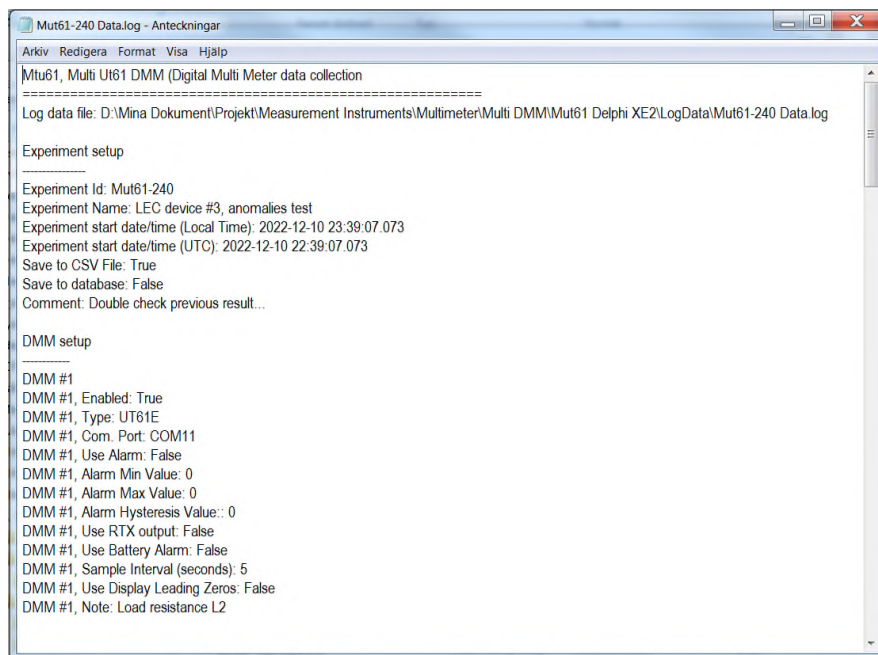 Mut61-240 Data.log - Anteckningar
Arkiv Redigera Format Visa Hjälp
Mtu61, Multi Ut61 DMM (Digital Multi Meter data collection
==========================================================
Log data file: D:\Mina Dokument\Projekt\Measurement Instruments\Multimeter\Multi DMM\Mut61 Delphi XE2\LogData\Mut61-240 Data.log
Experiment setup
----------------
Experiment Id: Mut61-240
Experiment Name: LEC device #3, anomalies test
Experiment start date/time (Local Time): 2022-12-10 23:39:07.073
Experiment start date/time (UTC): 2022-12-10 22:39:07.073
Save to CSV File: True
Save to database: False
Comment: Double check previous result...
DMM setup
------------
DMM #1
DMM #1, Enabled: True
DMM #1, Type: UT61E
DMM #1, Com. Port: COM11
DMM #1, Use Alarm: False
DMM #1, Alarm Min Value: 0
DMM #1, Alarm Max Value: 0
DMM #1, Alarm Hysteresis Value:: 0
DMM #1, Use RTX output: False
DMM #1, Use Battery Alarm: False
DMM #1, Sample Interval (seconds): 5
DMM #1, Use Display Leading Zeros: False
DMM #1, Note: Load resistance L2